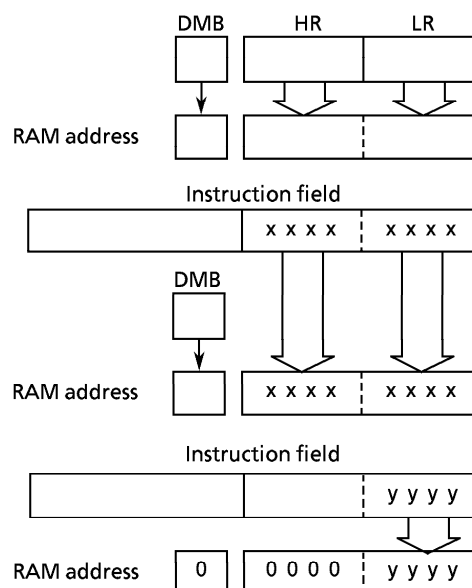 DMB HR LR
RAM address
Instruction field
x x x x x x x x
DMB
RAM address x x x x x x x x
Instruction field
y y y y
RAM address 0 0 0 0 0 y y y y